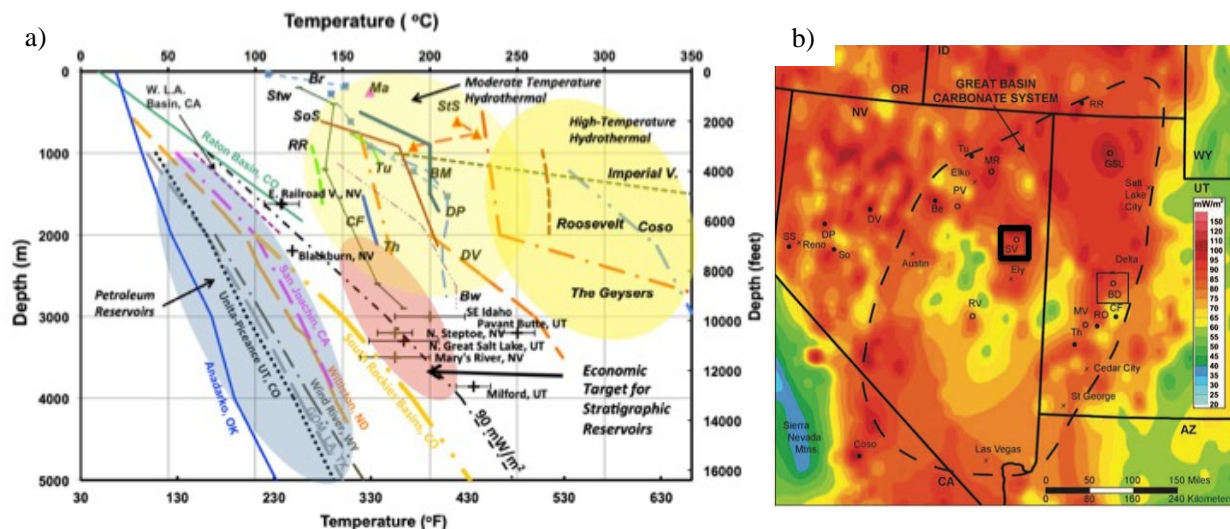 a)
Temperature ( °C)
0 50 100 150 200 250 300 350
Depth (m)
0
1000
2000
3000
4000
5000
Depth (feet)
0
2000
4000
6000
8000
10000
12000
14000
16000
30 130 230 330 430 530 630
Temperature (°F)
W. L.A.
Basin, CA
Raton Basin, CO
Br
Stw
SoS
RR
Ma
StS
Moderate Temperature
Hydrothermal
High-Temperature
Hydrothermal
Tu
BM
Imperial V.
DP
Roosevelt
Coso
CF
Th
DV
The Geysers
Bw
E. Railroad V., NV
Blackburn, NV
Petroleum
Reservoirs
San Joachin, CA
SE Idaho
Pavant Butte, UT
N. Steptoe, NV
N. Great Salt Lake, UT
Mary's River, NV
Milford, UT
Economic
Target for
Stratigraphic
Reservoirs
90 mW/m²
Anadarko, OK
Unita-Piceance UT, CO
Wind River, WY
Williston, ND
Basins, CO
b)
ID
OR
NV
GREAT BASIN
CARBONATE SYSTEM
RR
WY
UT
Tu
MR
Elko
PV
GSL
Salt
Lake
City
mW/m²
150
110
100
95
90
85
80
75
70
65
60
55
50
45
40
35
30
25
20
Be
DV
SS
DP
Reno
So
SV
Austin
Ely
Delta
BD
RV
CF
MV
RO
Th
Cedar City
St George
AZ
Sierra
Nevada
Mtns.
Coso
Las Vegas
CA
0 50 100 150 Miles
0 80 160 240 Kilometers